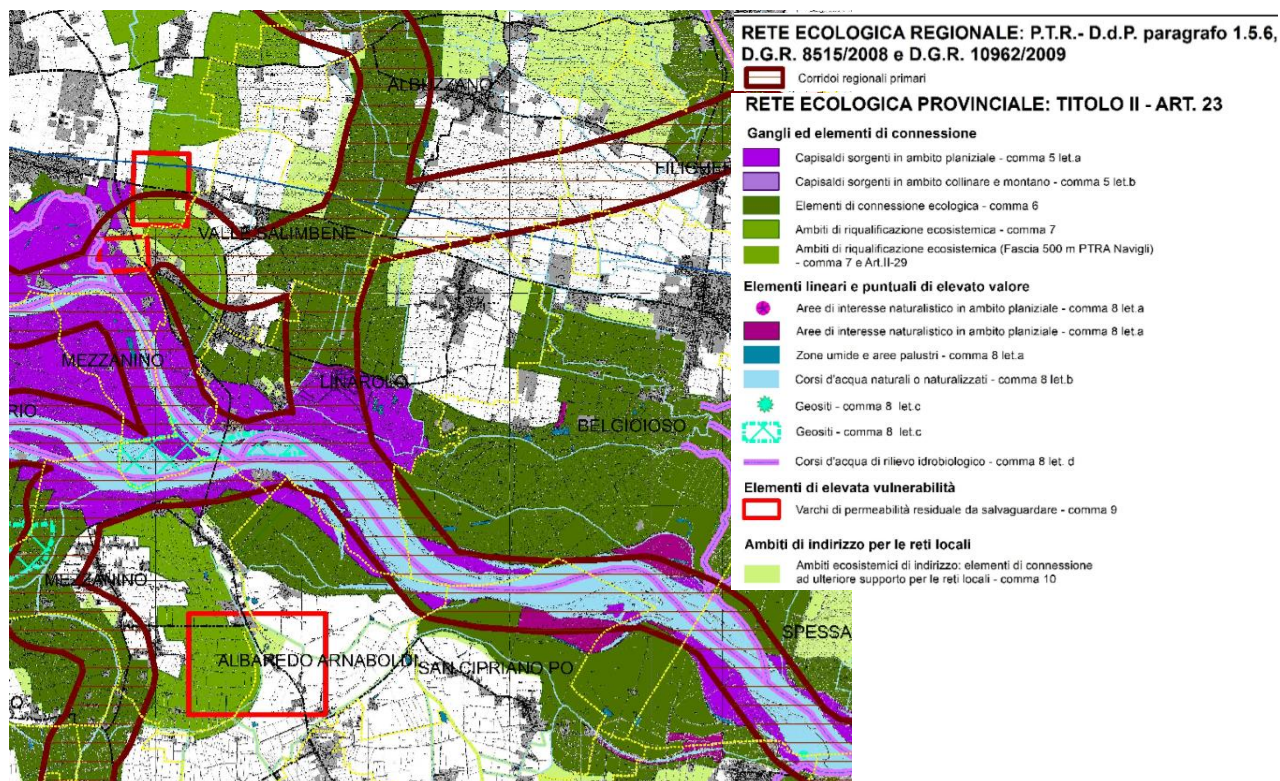 ALBUZZANO
FILIGHE
VALLE SALIMBENE
MEZZANINO
LINAROLO
RIO
BELGIOIOSO
MEZZANINO
SPESSA
ALBAREDO ARNABOLDI
SAN CIPRIANO PO
O
RETE ECOLOGICA REGIONALE: P.T.R.- D.d.P. paragrafo 1.5.6,
D.G.R. 8515/2008 e D.G.R. 10962/2009
Corridoi regionali primari
RETE ECOLOGICA PROVINCIALE: TITOLO II - ART. 23
Gangli ed elementi di connessione
Capisaldi sorgenti in ambito planiziale - comma 5 let.a
Capisaldi sorgenti in ambito collinare e montano - comma 5 let.b
Elementi di connessione ecologica - comma 6
Ambiti di riqualificazione ecosistemica - comma 7
Ambiti di riqualificazione ecosistemica (Fascia 500 m PTRA Navigli)
- comma 7 e Art.II-29
Elementi lineari e puntuali di elevato valore
Aree di interesse naturalistico in ambito planiziale - comma 8 let.a
Aree di interesse naturalistico in ambito planiziale - comma 8 let.a
Zone umide e aree palustri - comma 8 let.a
Corsi d'acqua naturali o naturalizzati - comma 8 let.b
Geositi - comma 8 let.c
Geositi - comma 8 let.c
Corsi d'acqua di rilievo idrobiologico - comma 8 let. d
Elementi di elevata vulnerabilità
Varchi di permeabilità residuale da salvaguardare - comma 9
Ambiti di indirizzo per le reti locali
Ambiti ecosistemici di indirizzo: elementi di connessione
ad ulteriore supporto per le reti locali - comma 10